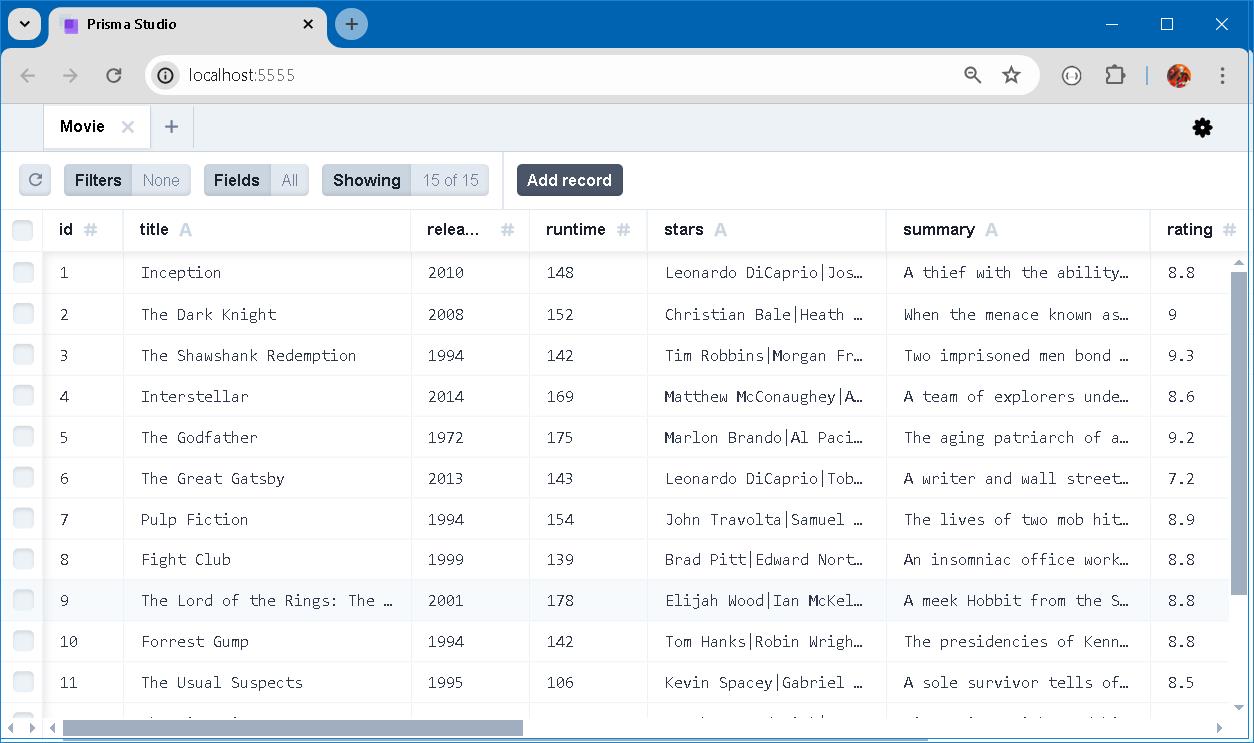 Prisma Studio
localhost:5555
Movie
Filters None Fields All Showing 15 of 15 Add record
id # title A relea... # runtime # stars A summary A rating #
1 Inception 2010 148 Leonardo DiCaprio|Jos… A thief with the ability… 8.8
2 The Dark Knight 2008 152 Christian Bale|Heath … When the menace known as… 9
3 The Shawshank Redemption 1994 142 Tim Robbins|Morgan Fr… Two imprisoned men bond … 9.3
4 Interstellar 2014 169 Matthew McConaughey|A… A team of explorers unde… 8.6
5 The Godfather 1972 175 Marlon Brando|Al Paci… The aging patriarch of a… 9.2
6 The Great Gatsby 2013 143 Leonardo DiCaprio|Tob… A writer and wall street… 7.2
7 Pulp Fiction 1994 154 John Travolta|Samuel … The lives of two mob hit… 8.9
8 Fight Club 1999 139 Brad Pitt|Edward Nort… An insomniac office work… 8.8
9 The Lord of the Rings: The … 2001 178 Elijah Wood|Ian McKel… A meek Hobbit from the S… 8.8
10 Forrest Gump 1994 142 Tom Hanks|Robin Wrigh… The presidencies of Kenn… 8.8
11 The Usual Suspects 1995 106 Kevin Spacey|Gabriel … A sole survivor tells of… 8.5